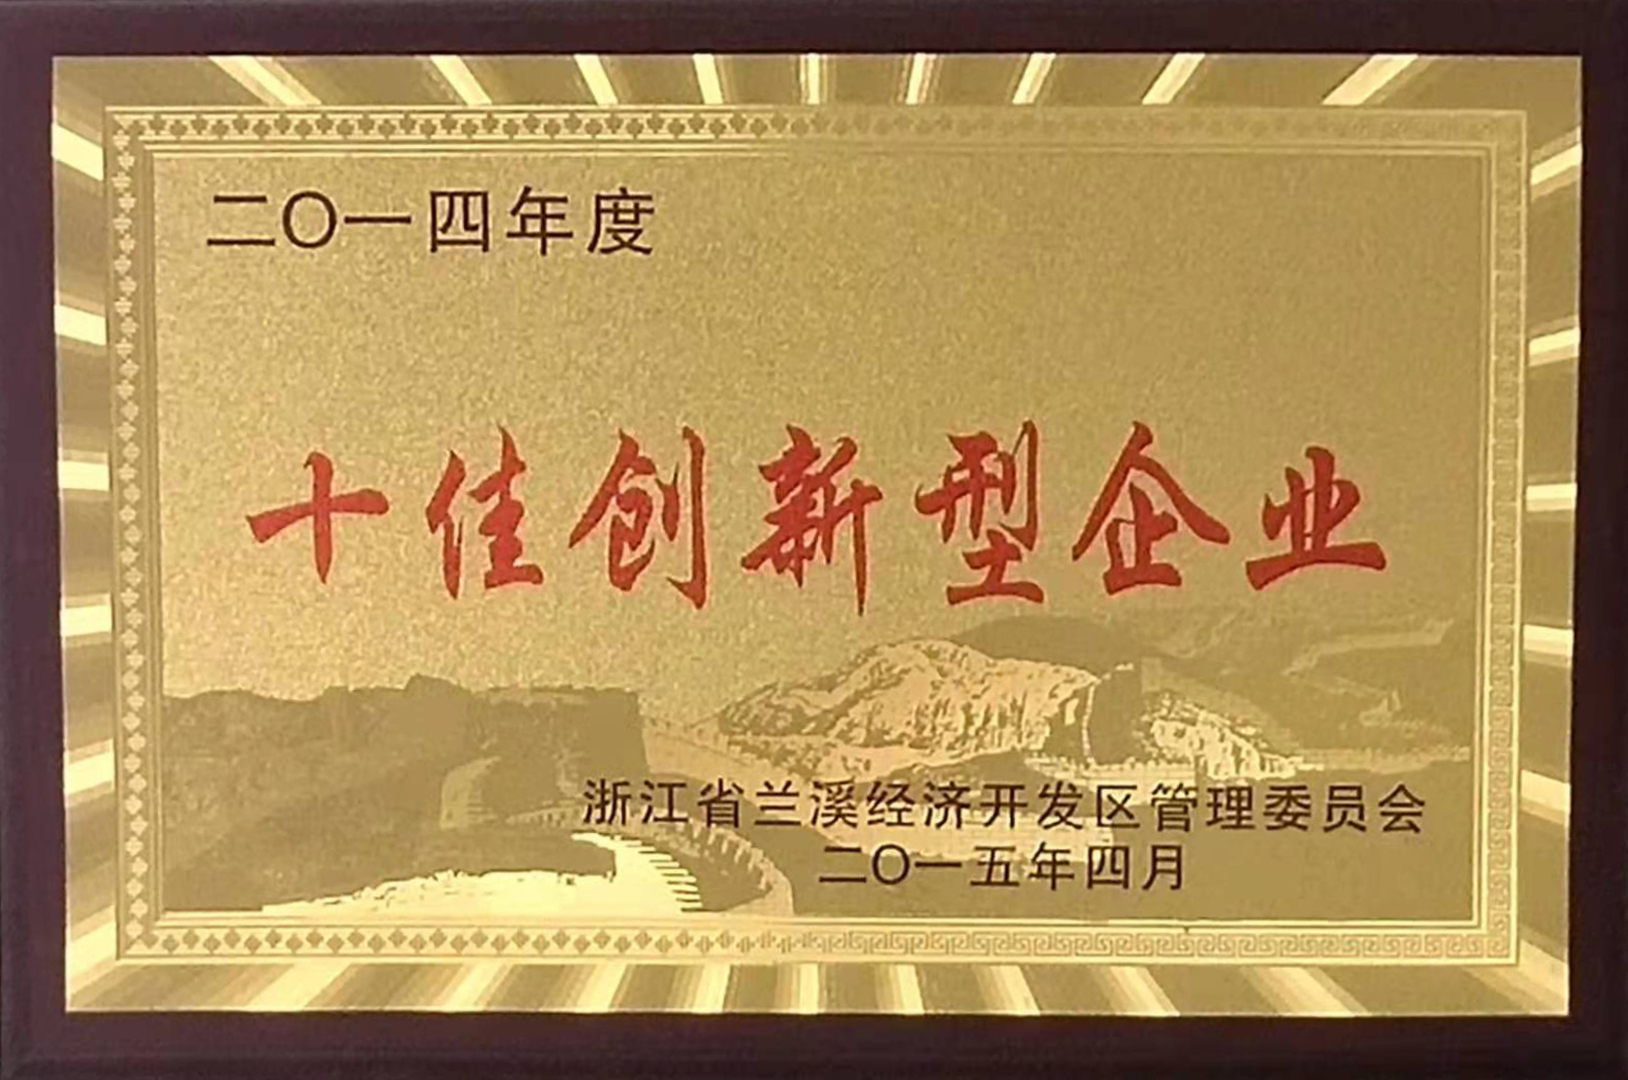 二〇一四年度
十佳创新型企业
浙江省兰溪经济开发区管理委员会
二〇一五年四月